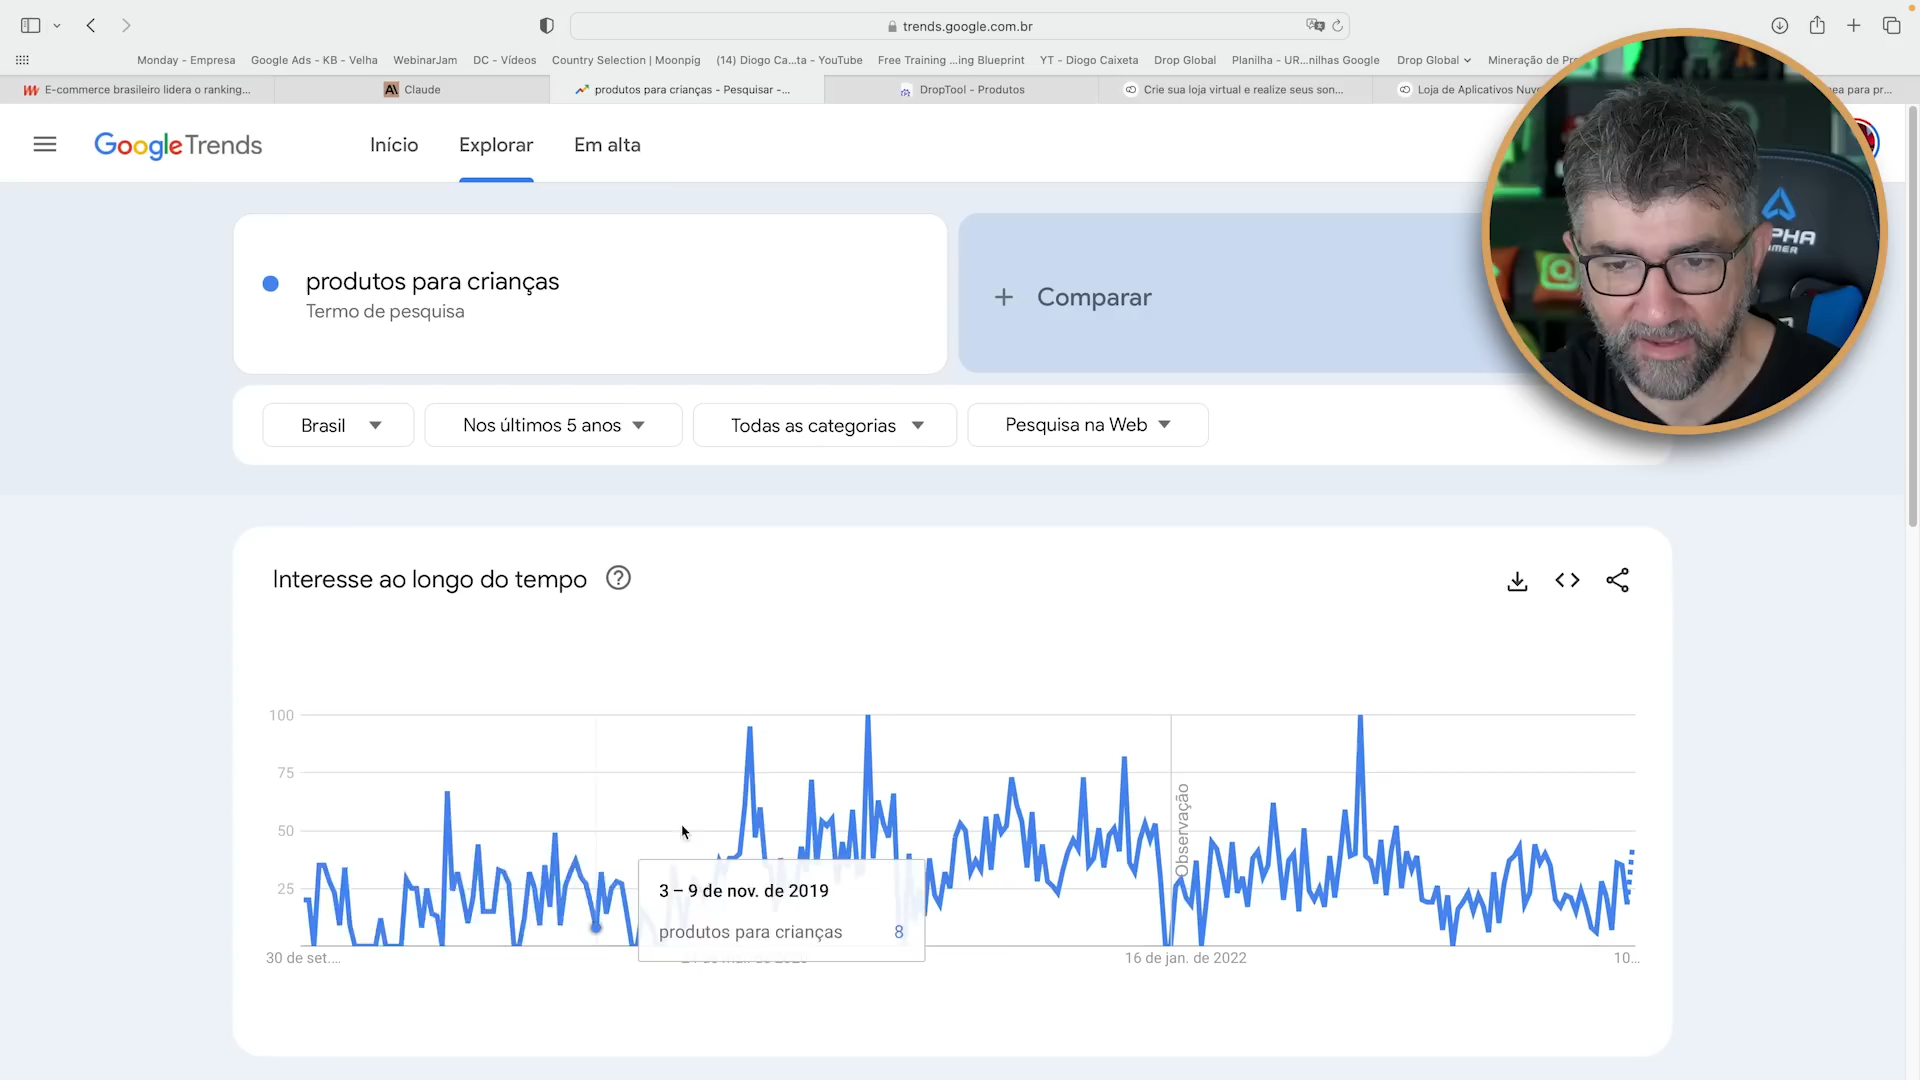 trends.google.com.br
Monday - Empresa
Google Ads - KB - Velha
WebinarJam
DC - Vídeos
Country Selection | Moonpig
(14) Diogo Ca...ta - YouTube
Free Training ...ing Blueprint
YT - Diogo Caixeta
Drop Global
Planilha - UR...nilhas Google
Drop Global
Mineração de
E-commerce brasileiro lidera o ranking...
Claude
produtos para crianças - Pesquisar -...
DropTool - Produtos
Crie sua loja virtual e realize seus son...
Loja de Aplicativos
para pr...
Google Trends
Início
Explorar
Em alta
produtos para crianças
Termo de pesquisa
+ Comparar
PHA
Brasil
Nos últimos 5 anos
Todas as categorias
Pesquisa na Web
Interesse ao longo do tempo
100
75
50
25
Observação
3 – 9 de nov. de 2019
produtos para crianças 8
30 de set....
16 de jan. de 2022
10...